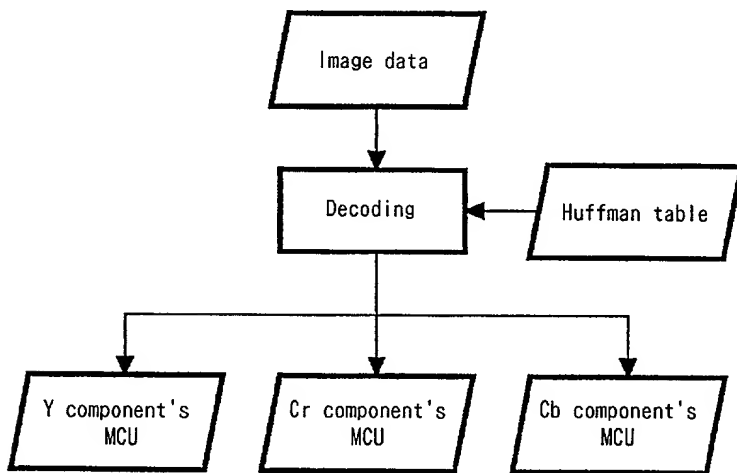 Image data
Decoding
Huffman table
Y component's
MCU
Cr component's
MCU
Cb component's
MCU